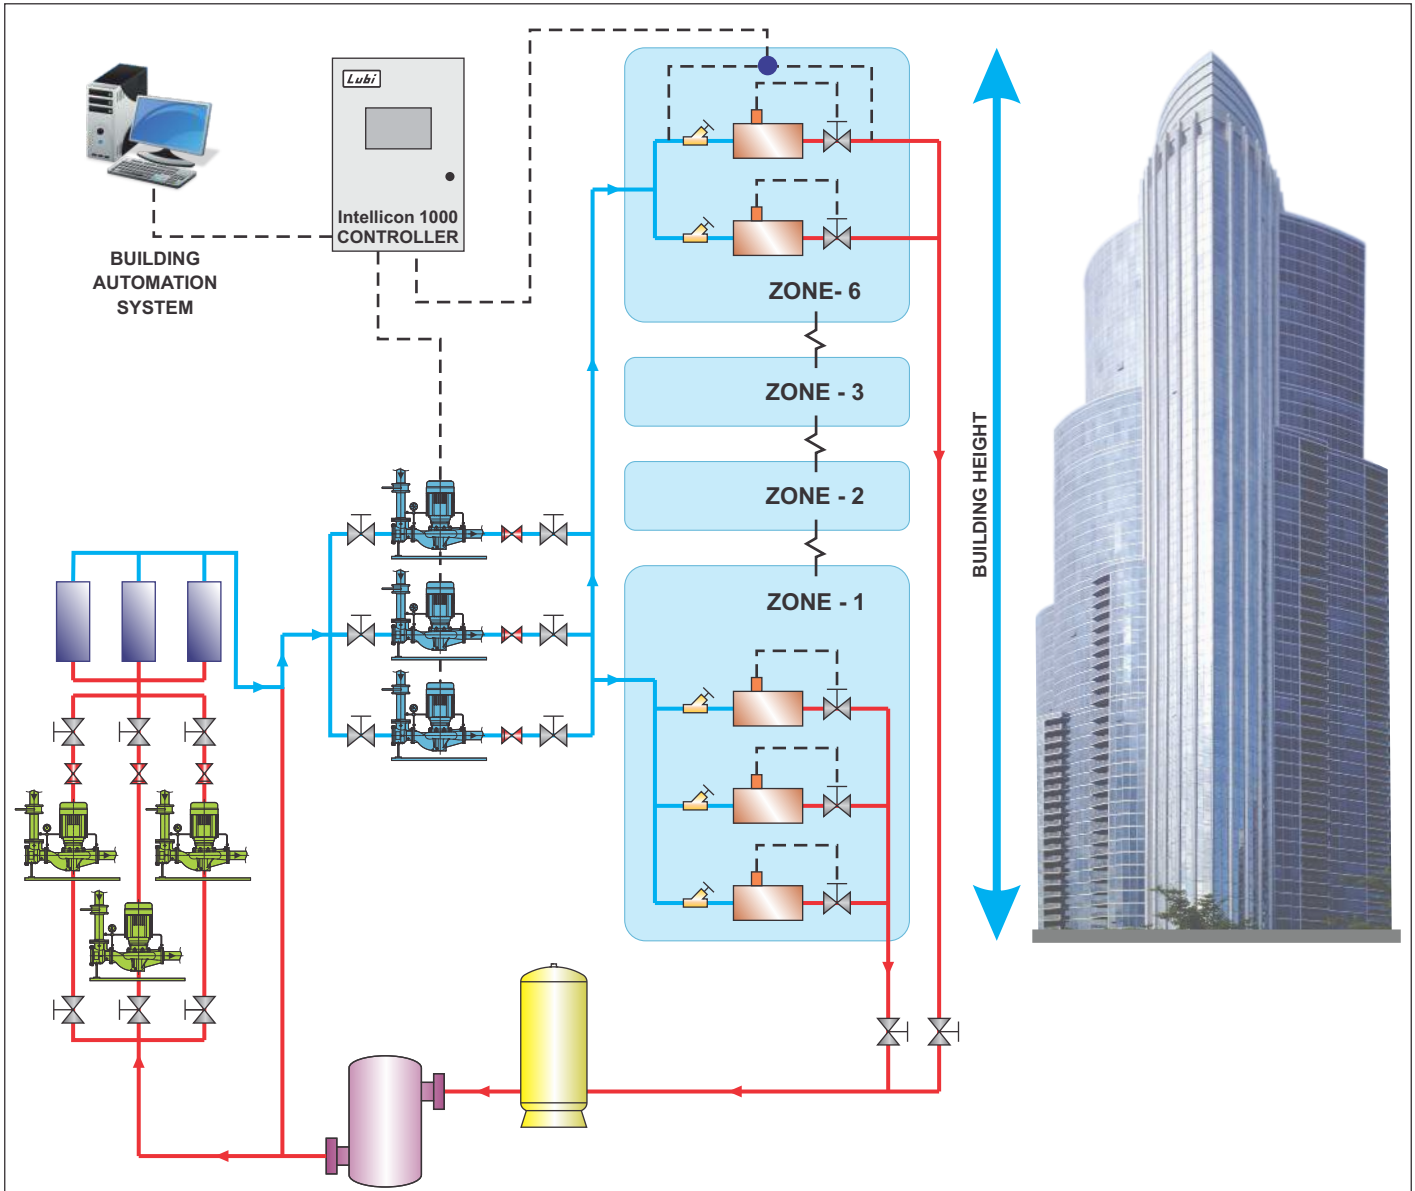 Lubi
Intellicon 1000
CONTROLLER
BUILDING
AUTOMATION
SYSTEM
ZONE- 6
ZONE - 3
ZONE - 2
ZONE - 1
BUILDING HEIGHT